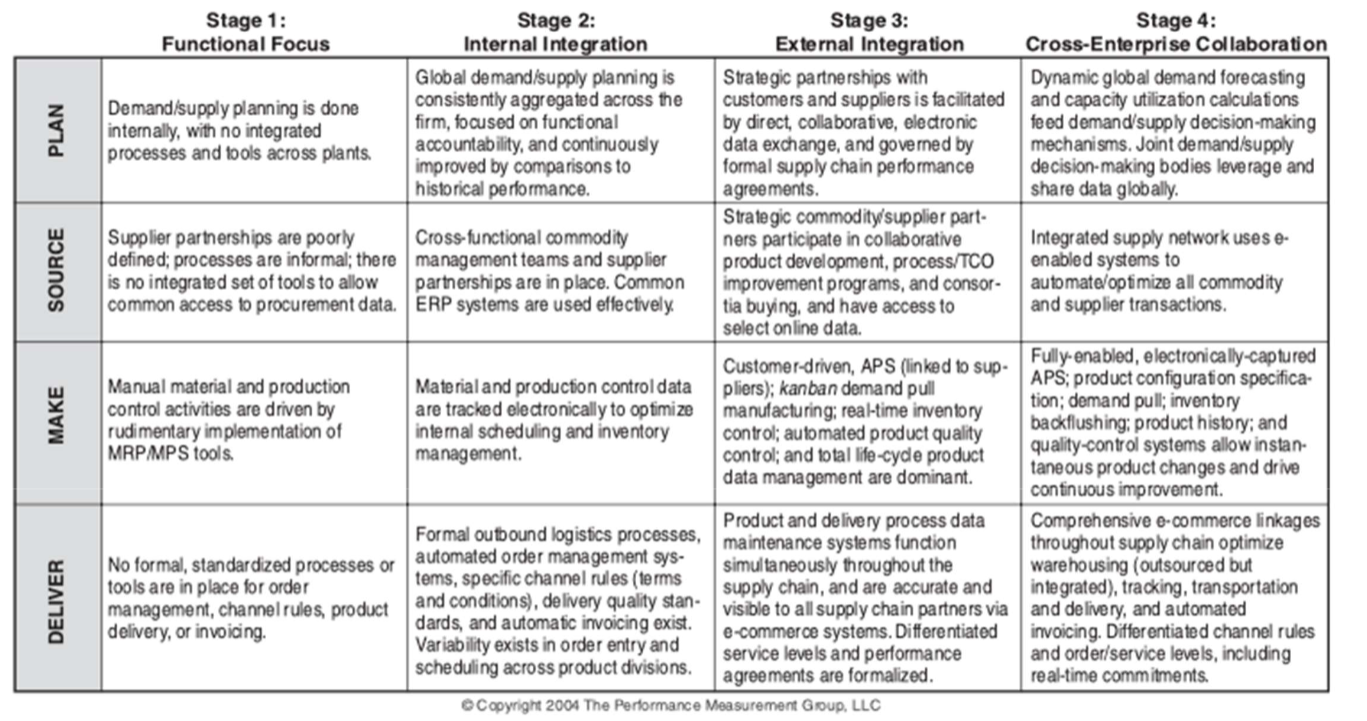 Stage 1:
Functional Focus
Stage 2:
Internal Integration
Stage 3:
External Integration
Stage 4:
Cross-Enterprise Collaboration
PLAN
Demand/supply planning is done
internally, with no integrated
processes and tools across plants.
Global demand/supply planning is
consistently aggregated across the
firm, focused on functional
accountability, and continuously
improved by comparisons to
historical performance.
Strategic partnerships with
customers and suppliers is facilitated
by direct, collaborative, electronic
data exchange, and governed by
formal supply chain performance
agreements.
Dynamic global demand forecasting
and capacity utilization calculations
feed demand/supply decision-making
mechanisms. Joint demand/supply
decision-making bodies leverage and
share data globally.
SOURCE
Supplier partnerships are poorly
defined; processes are informal; there
is no integrated set of tools to allow
common access to procurement data.
Cross-functional commodity
management teams and supplier
partnerships are in place. Common
ERP systems are used effectively.
Strategic commodity/supplier part-
ners participate in collaborative
product development, process/TCO
improvement programs, and consor-
tia buying, and have access to
select online data.
Integrated supply network uses e-
enabled systems to
automate/optimize all commodity
and supplier transactions.
MAKE
Manual material and production
control activities are driven by
rudimentary implementation of
MRP/MPS tools.
Material and production control data
are tracked electronically to optimize
internal scheduling and inventory
management.
Customer-driven, APS (linked to sup-
pliers); kanban demand pull
manufacturing; real-time inventory
control; automated product quality
control; and total life-cycle product
data management are dominant.
Fully-enabled, electronically-captured
APS; product configuration specifica-
tion; demand pull; inventory
backflushing; product history; and
quality-control systems allow instan-
taneous product changes and drive
continuous improvement.
DELIVER
No formal, standardized processes or
tools are in place for order
management, channel rules, product
delivery, or invoicing.
Formal outbound logistics processes,
automated order management sys-
tems, specific channel rules (terms
and conditions), delivery quality stan-
dards, and automatic invoicing exist.
Variability exists in order entry and
scheduling across product divisions.
Product and delivery process data
maintenance systems function
simultaneously throughout the
supply chain, and are accurate and
visible to all supply chain partners via
e-commerce systems. Differentiated
service levels and performance
agreements are formalized.
Comprehensive e-commerce linkages
throughout supply chain optimize
warehousing (outsourced but
integrated), tracking, transportation
and delivery, and automated
invoicing. Differentiated channel rules
and order/service levels, including
real-time commitments.
© Copyright 2004 The Performance Measurement Group, LLC